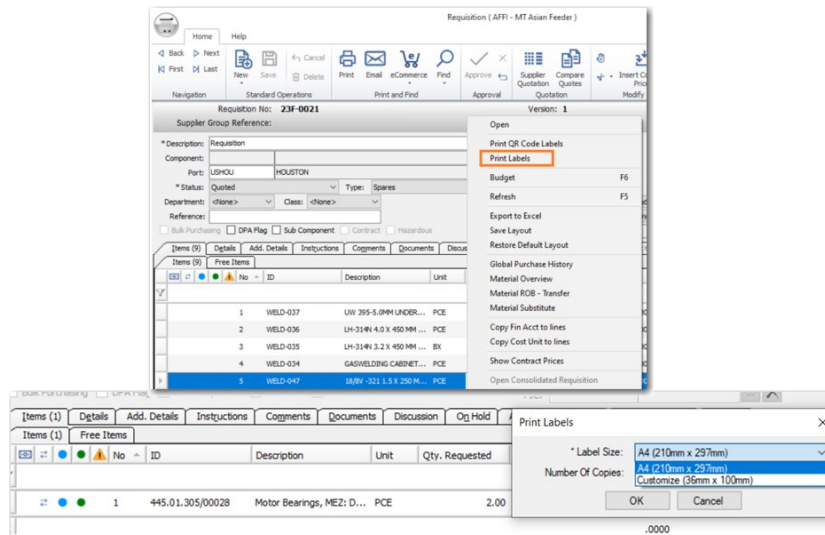 Requisition ( AFFI - MT Asian Feeder )
Home Help
Back Next
First Last
New Save Cancel Delete
Print Email eCommerce Find
Approve
Supplier Quotation Compare Quotes
Navigation Standard Operations Print and Find Approval Quotation Modify
Requisition No: 23F-0021 Version: 1
Supplier Group Reference:
* Description: Requisition
Component:
Port: USHOU HOUSTON
* Status: Quoted Type: Spares
Department: <None> Class: <None>
Reference:
Bulk Purchasing DPA Flag Sub Component Contract Hazardous
Items (9) Details Add. Details Instructions Comments Documents
Items (9) Free Items
No ID Description Unit
1 WELD-037 UW 395-5.0MM UNDER... PCE
2 WELD-036 LH-314N 4.0 X 450 MM ... PCE
3 WELD-035 LH-314N 3.2 X 450 MM ... BX
4 WELD-034 GASWELDING CABINET... PCE
5 WELD-047 18/8V -321 1.5 X 250 M... PCE
Open
Print QR Code Labels
Print Labels
Budget F6
Refresh F5
Export to Excel
Save Layout
Restore Default Layout
Global Purchase History
Material Overview
Material ROB - Transfer
Material Substitute
Copy Fin Acct to lines
Copy Cost Unit to lines
Show Contract Prices
Open Consolidated Requisition
Items (1) Details Add. Details Instructions Comments Documents Discussion On Hold
Items (1) Free Items
No ID Description Unit Qty. Requested
1 445.01.305/00028 Motor Bearings, MEZ: D... PCE 2.00
.0000
Print Labels
* Label Size: A4 (210mm x 297mm)
A4 (210mm x 297mm)
Customize (36mm x 100mm)
Number Of Copies:
OK Cancel